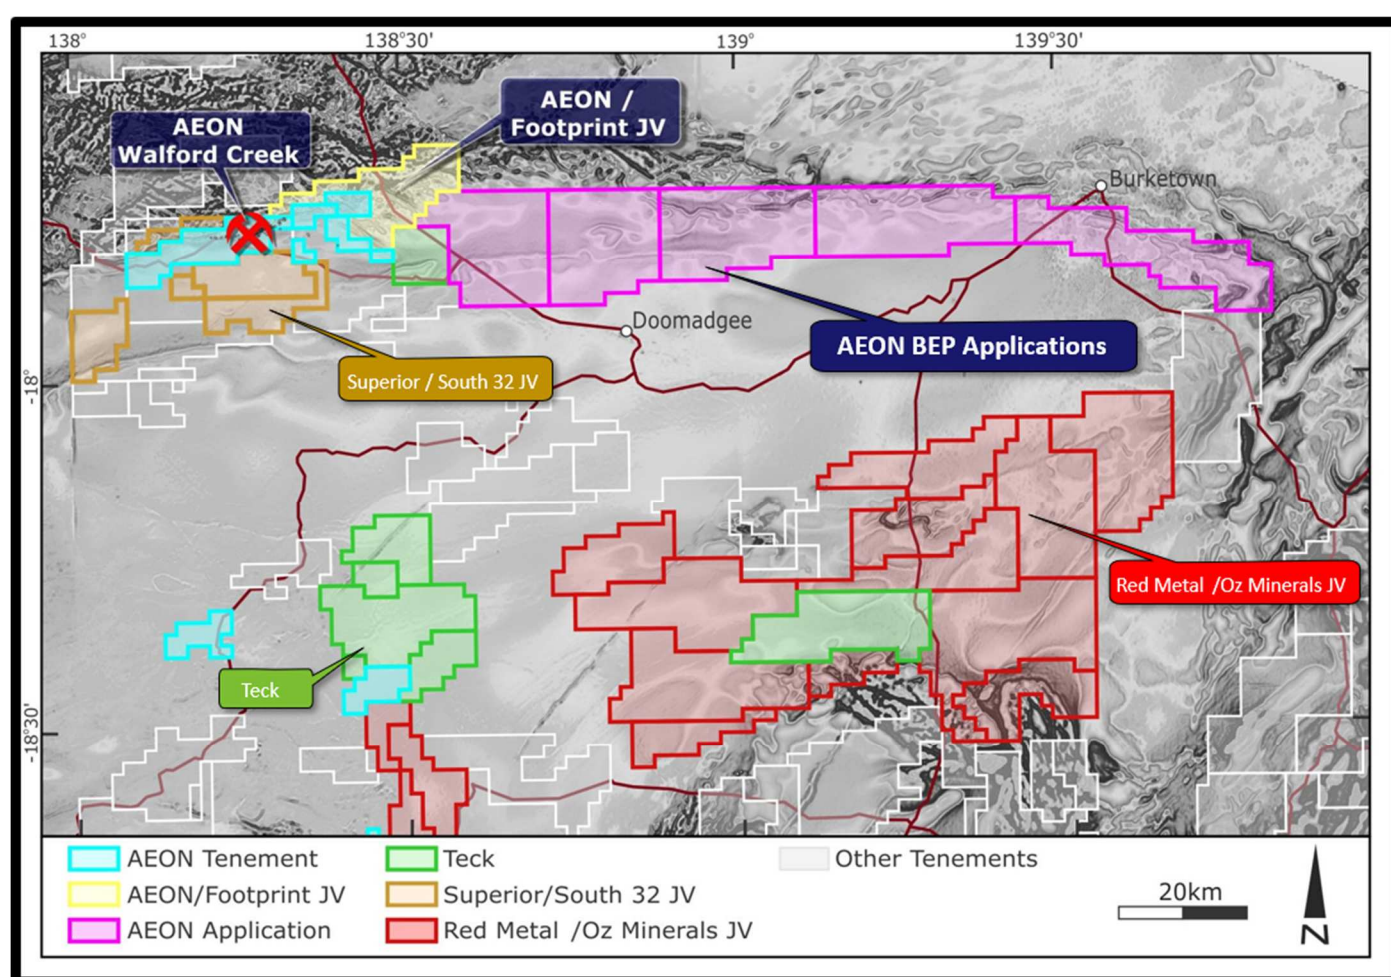 138°
138°30'
139°
139°30'
AEON
Walford Creek
AEON /
Footprint JV
Burketown
Doomadgee
AEON BEP Applications
Superior / South 32 JV
-18°
Red Metal /Oz Minerals JV
Teck
-18°30'
AEON Tenement
Teck
Other Tenements
AEON/Footprint JV
Superior/South 32 JV
20km
AEON Application
Red Metal /Oz Minerals JV
N